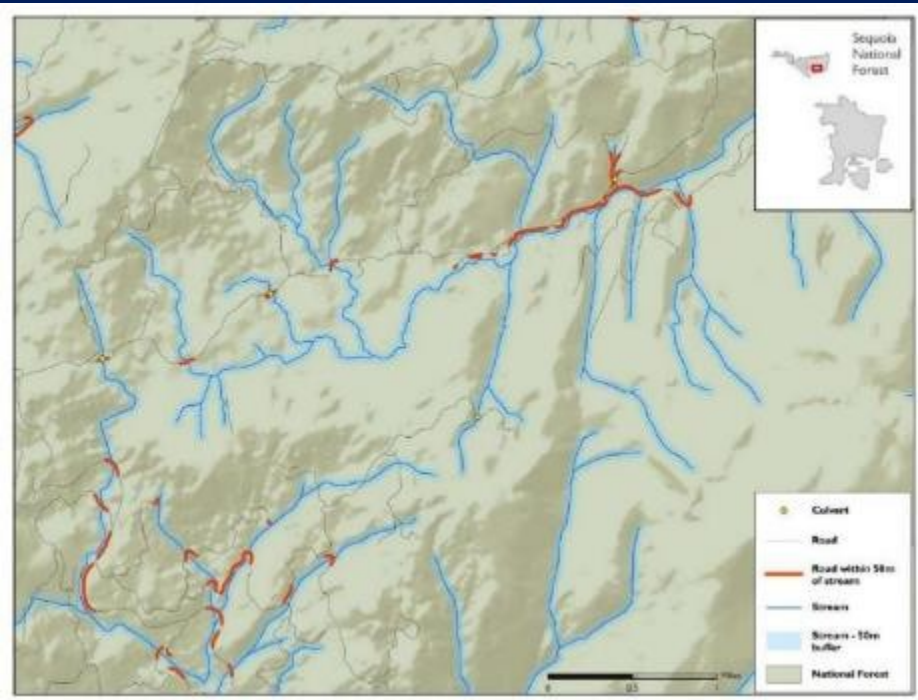 Sequoia
National
Forest
Culvert
Road
Road within 50m
of stream
Stream
Stream - 50m
buffer
National Forest
Miles
0
0.5
1